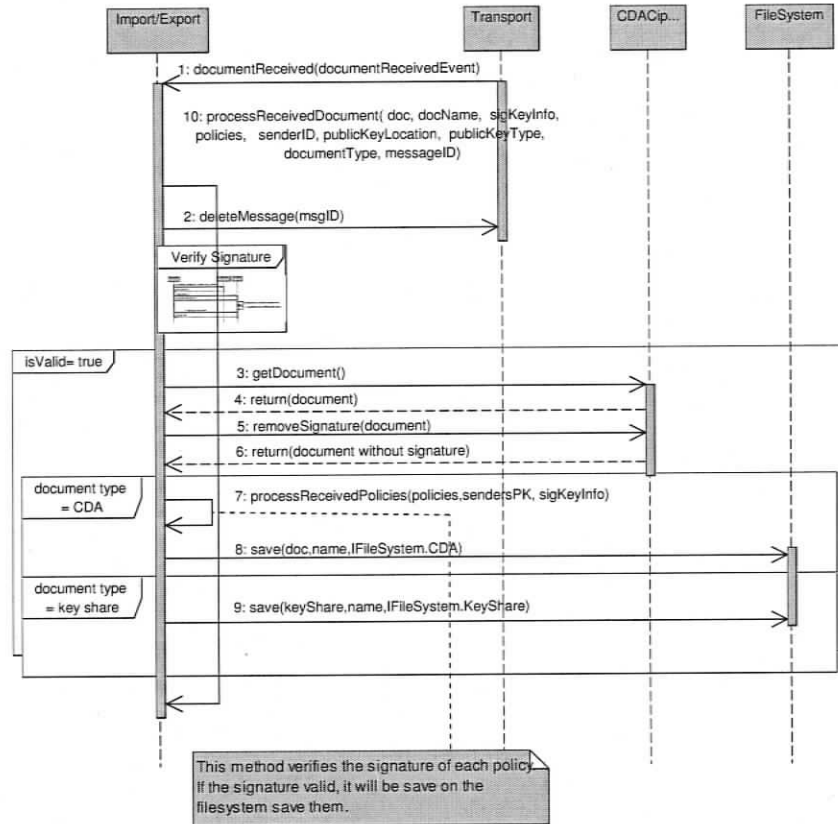 Import/Export
Transport
CDACip...
FileSystem
1: documentReceived(documentReceivedEvent)
10: processReceivedDocument( doc, docName, sigKeyInfo,
policies, senderID, publicKeyLocation, publicKeyType,
documentType, messageID)
2: deleteMessage(msgID)
Verify Signature
isValid= true
3: getDocument()
4: return(document)
5: removeSignature(document)
6: return(document without signature)
document type
= CDA
7: processReceivedPolicies(policies,sendersPK, sigKeyInfo)
8: save(doc,name,IFileSystem.CDA)
document type
= key share
9: save(keyShare,name,IFileSystem.KeyShare)
This method verifies the signature of each policy.
If the signature valid, it will be save on the
filesystem save them.